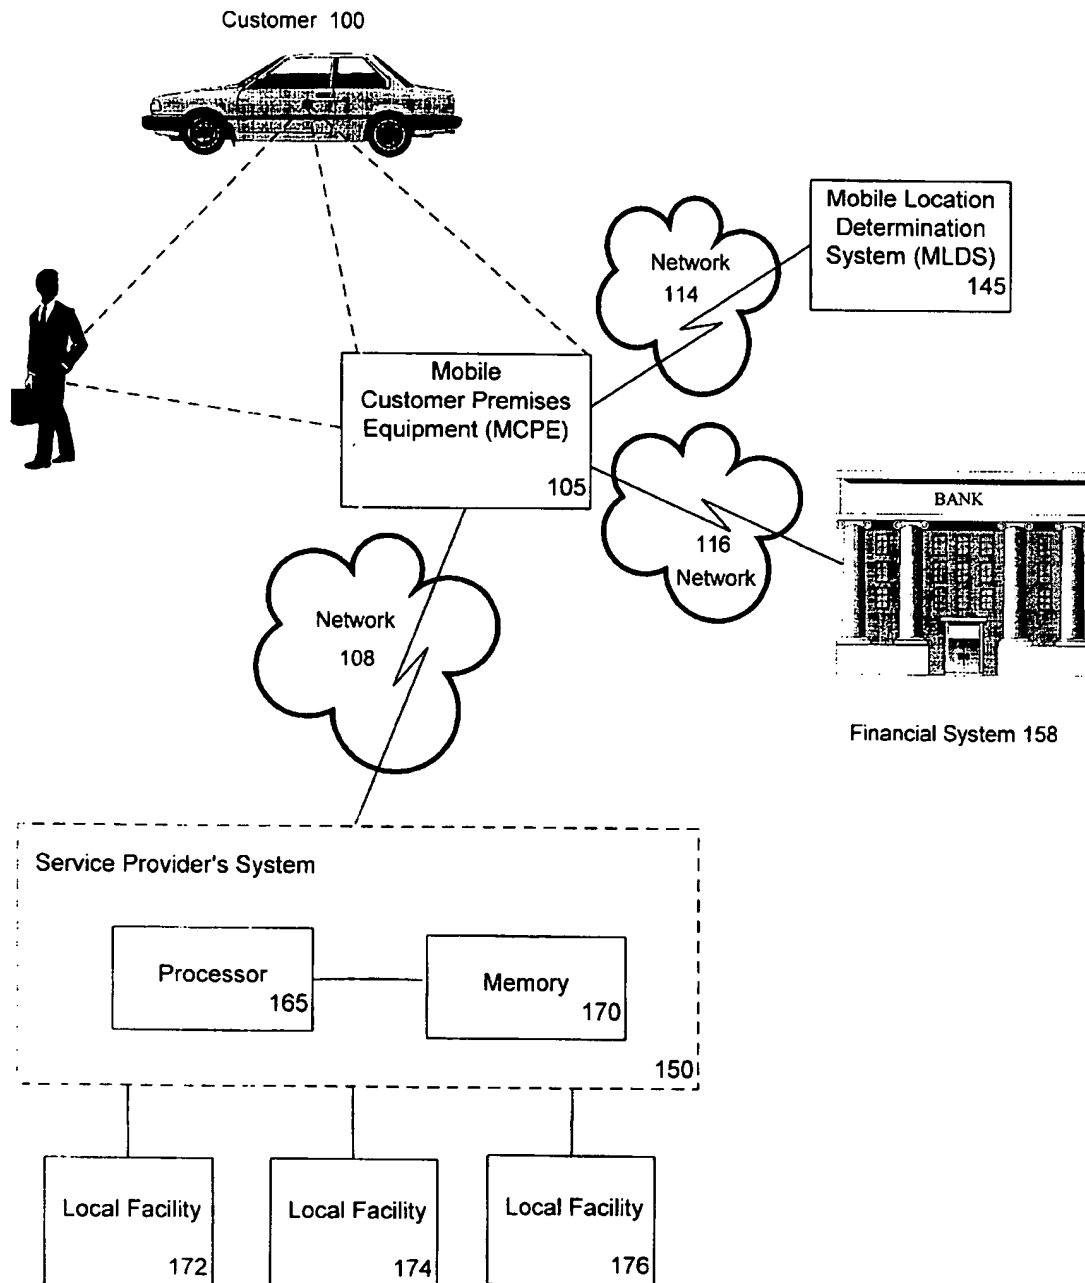 Customer 100
Mobile Location
Determination
System (MLDS)
145
Network
114
Mobile
Customer Premises
Equipment (MCPE)
105
BANK
116
Network
Network
108
Financial System 158
Service Provider's System
Processor
165
Memory
170
150
Local Facility
172
Local Facility
174
Local Facility
176